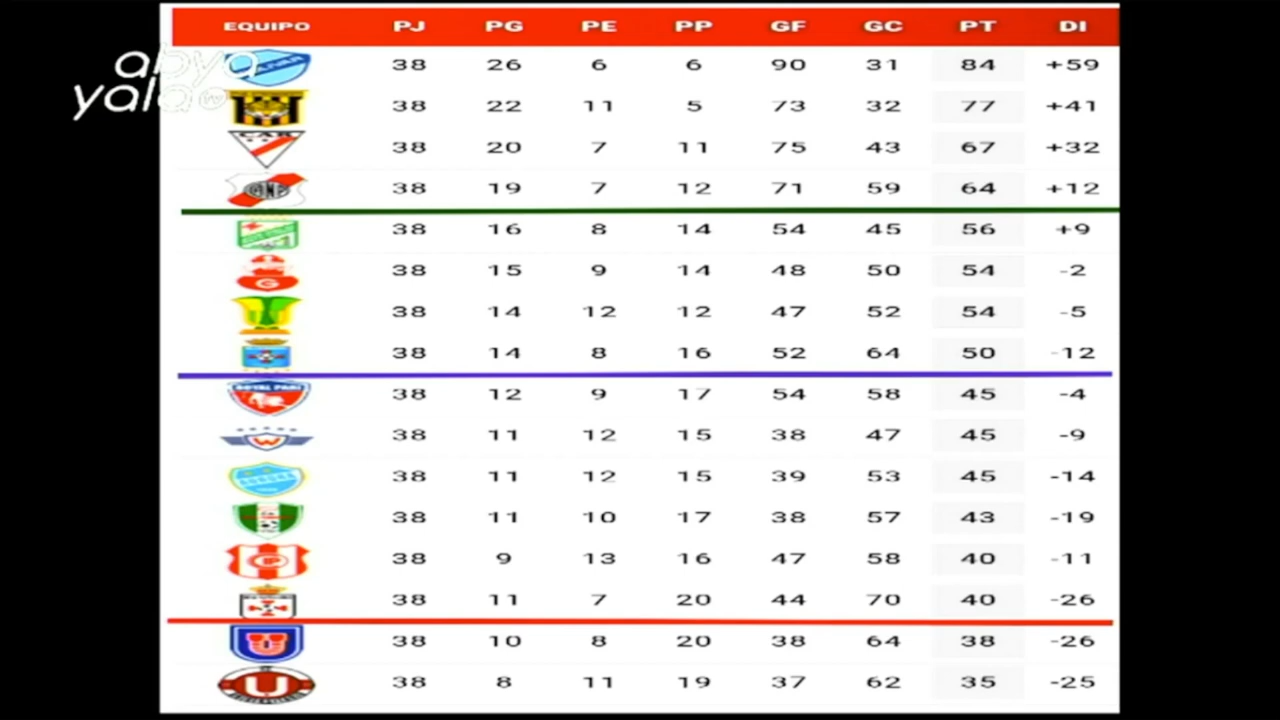 abya
yala tv
EQUIPO PJ PG PE PP GF GC PT DI
38 26 6 6 90 31 84 +59
38 22 11 5 73 32 77 +41
CAR 38 20 7 11 75 43 67 +32
38 19 7 12 71 59 64 +12
38 16 8 14 54 45 56 +9
G 38 15 9 14 48 50 54 -2
38 14 12 12 47 52 54 -5
38 14 8 16 52 64 50 -12
ROYAL PARI 38 12 9 17 54 58 45 -4
W 38 11 12 15 38 47 45 -9
AURORA 38 11 12 15 39 53 45 -14
38 11 10 17 38 57 43 -19
CIP 38 9 13 16 47 58 40 -11
38 11 7 20 44 70 40 -26
U 38 10 8 20 38 64 38 -26
U 38 8 11 19 37 62 35 -25